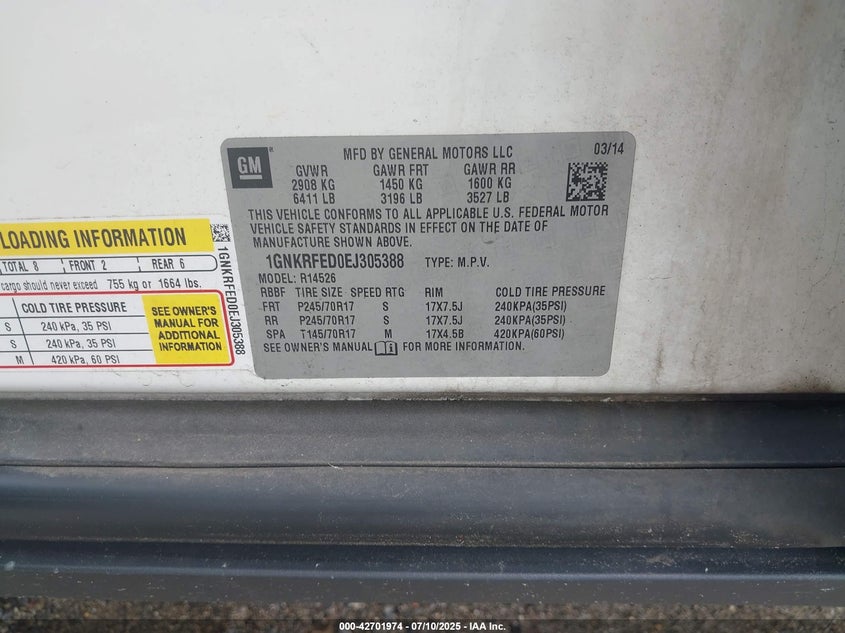 GM
MFD BY GENERAL MOTORS LLC 03/14
GVWR GAWR FRT GAWR RR
2908 KG 1450 KG 1600 KG
6411 LB 3196 LB 3527 LB
THIS VEHICLE CONFORMS TO ALL APPLICABLE U.S. FEDERAL MOTOR
VEHICLE SAFETY STANDARDS IN EFFECT ON THE DATE OF
MANUFACTURE SHOWN ABOVE.
1GNKRFED0EJ305388 TYPE: M.P.V.
MODEL: R14526
RBBF TIRE SIZE SPEED RTG RIM COLD TIRE PRESSURE
FRT P245/70R17 S 17X7.5J 240KPA(35PSI)
RR P245/70R17 S 17X7.5J 240KPA(35PSI)
SPA T145/70R17 M 17X4.5B 420KPA(60PSI)
SEE OWNER'S MANUAL FOR MORE INFORMATION.
LOADING INFORMATION
TOTAL 8 FRONT 2 REAR 6
cargo should never exceed 755 kg or 1664 lbs.
COLD TIRE PRESSURE
S 240 kPa, 35 PSI
S 240 kPa, 35 PSI
M 420 kPa, 60 PSI
SEE OWNER'S
MANUAL FOR
ADDITIONAL
INFORMATION
1GNKRFED0EJ305388
000-42701974 / 07/10/2025 - IAA Inc.